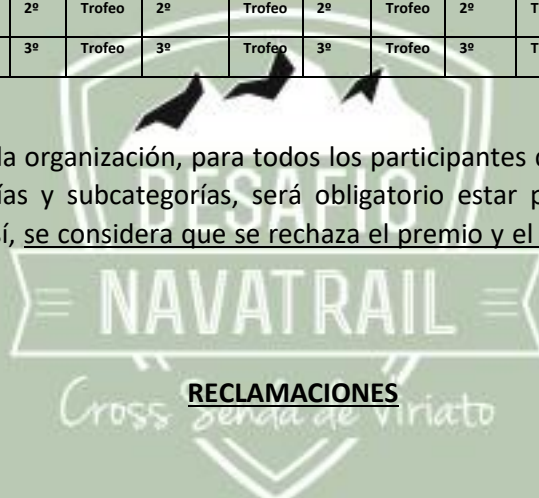 2º Trofeo 2º Trofeo 2º Trofeo 2º
3º Trofeo 3º Trofeo 3º Trofeo 3º
la organización, para todos los participantes
ías y subcategorías, será obligatorio estar
sí, se considera que se rechaza el premio y el
DESAFIO
NAVATRAIL
RECLAMACIONES
Cross Senda de Viriato